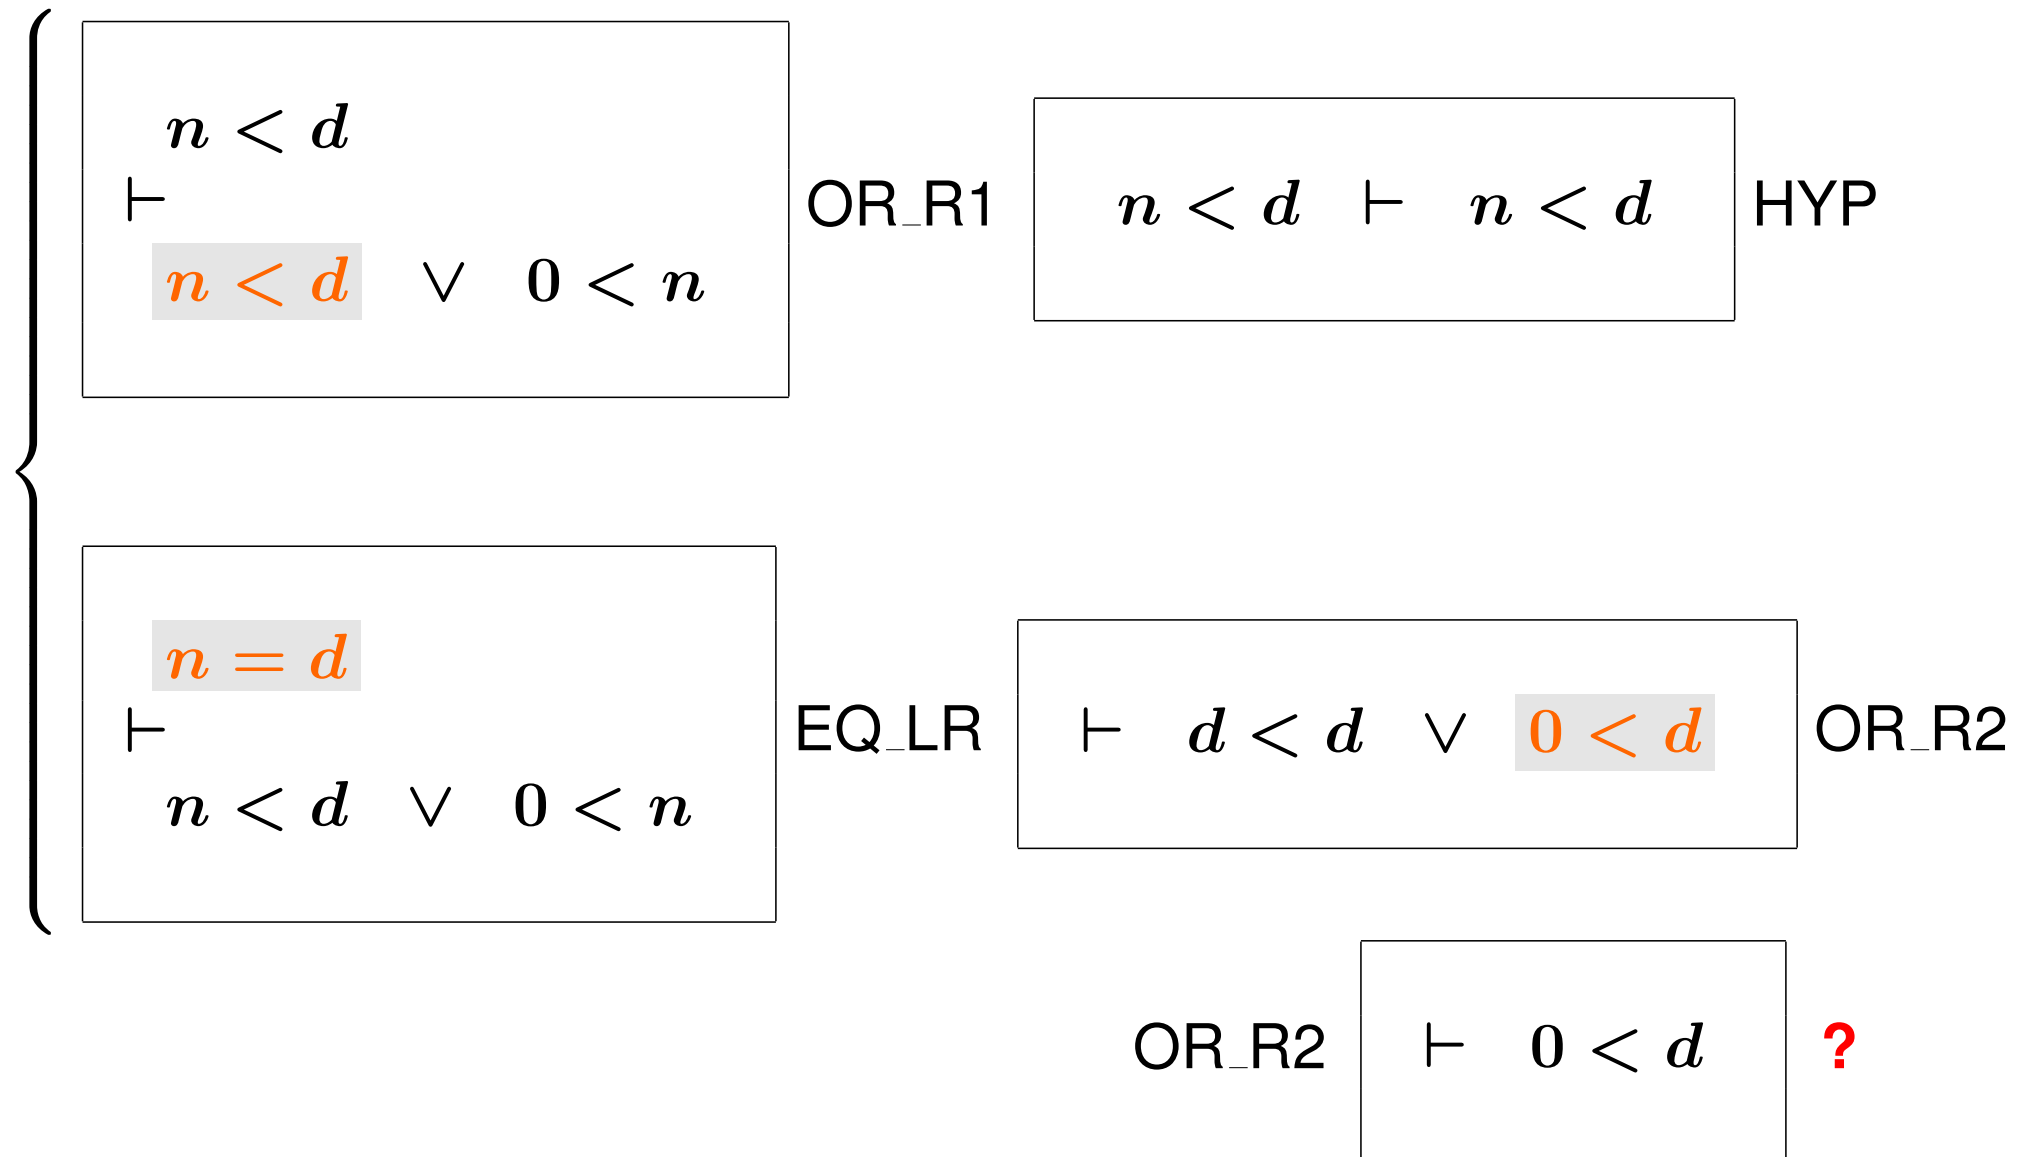 n < d
⊢
n < d ∨ 0 < n
OR_R1
n < d ⊢ n < d
HYP
n = d
⊢
n < d ∨ 0 < n
EQ_LR
⊢ d < d ∨ 0 < d
OR_R2
OR_R2
⊢ 0 < d
?